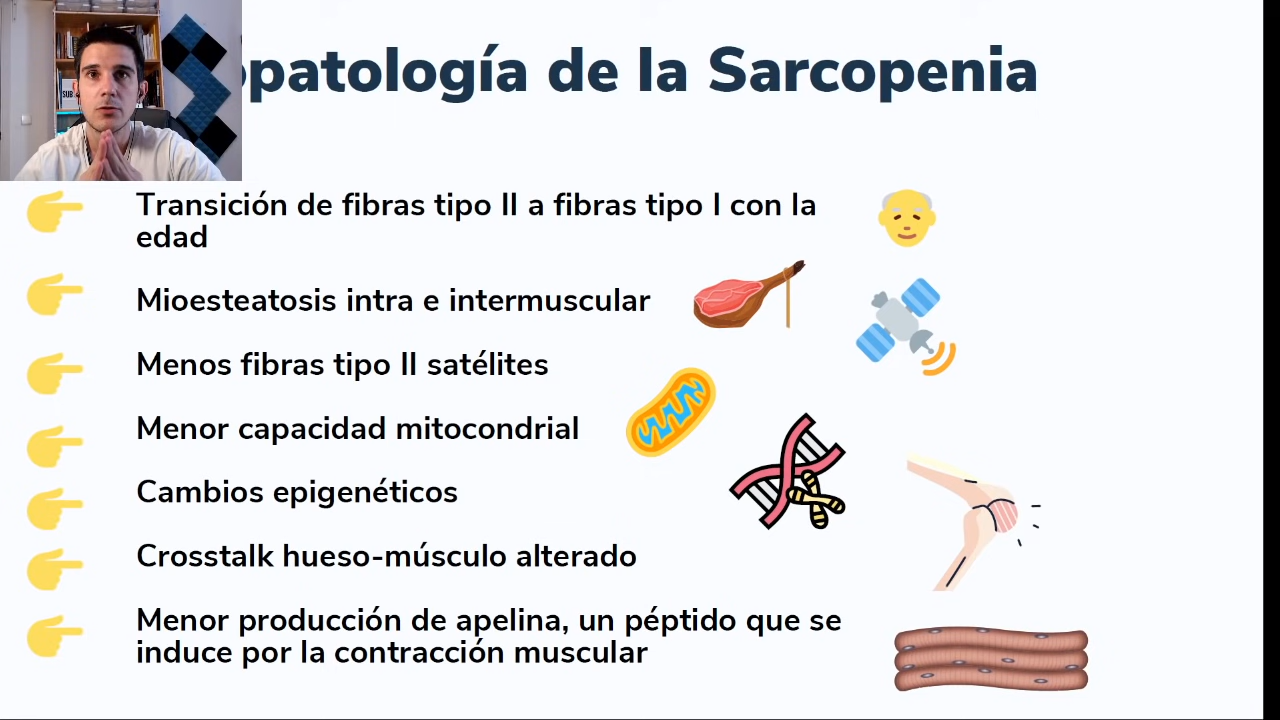 opatología de la Sarcopenia
Transición de fibras tipo II a fibras tipo I con la
edad
Mioesteatosis intra e intermuscular
Menos fibras tipo II satélites
Menor capacidad mitocondrial
Cambios epigenéticos
Crosstalk hueso-músculo alterado
Menor producción de apelina, un péptido que se
induce por la contracción muscular